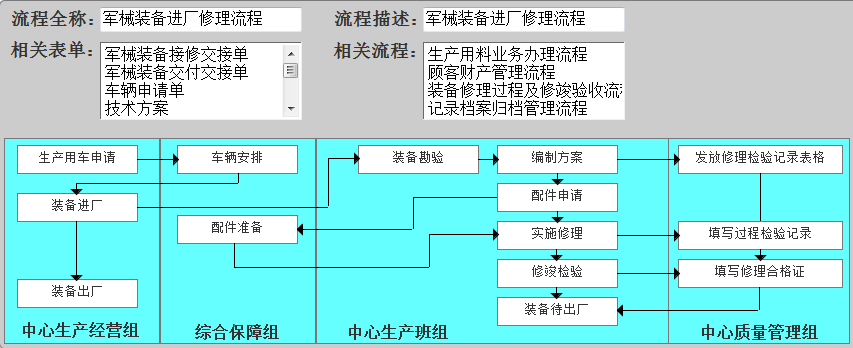 流程全称： 军械装备进厂修理流程 流程描述： 军械装备进厂修理流程
相关表单： 军械装备接修交接单 相关流程： 生产用料业务办理流程
军械装备交付交接单 顾客财产管理流程
车辆申请单 装备修理过程及修竣验收流
技术方案 记录档案归档管理流程
生产用车申请 车辆安排 装备勘验 编制方案 发放修理检验记录表格
装备进厂 配件申请
配件准备 实施修理 填写过程检验记录
修竣检验 填写修理合格证
装备出厂 装备待出厂
中心生产经营组 综合保障组 中心生产班组 中心质量管理组